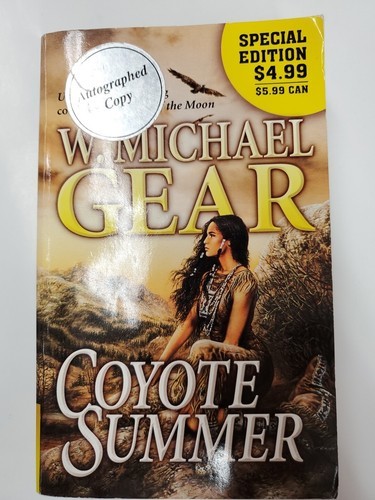 SPECIAL
EDITION
$4.99
$5.99 CAN
Autographed
Copy
the Moon
W. MICHAEL
GEAR
COYOTE
SUMMER